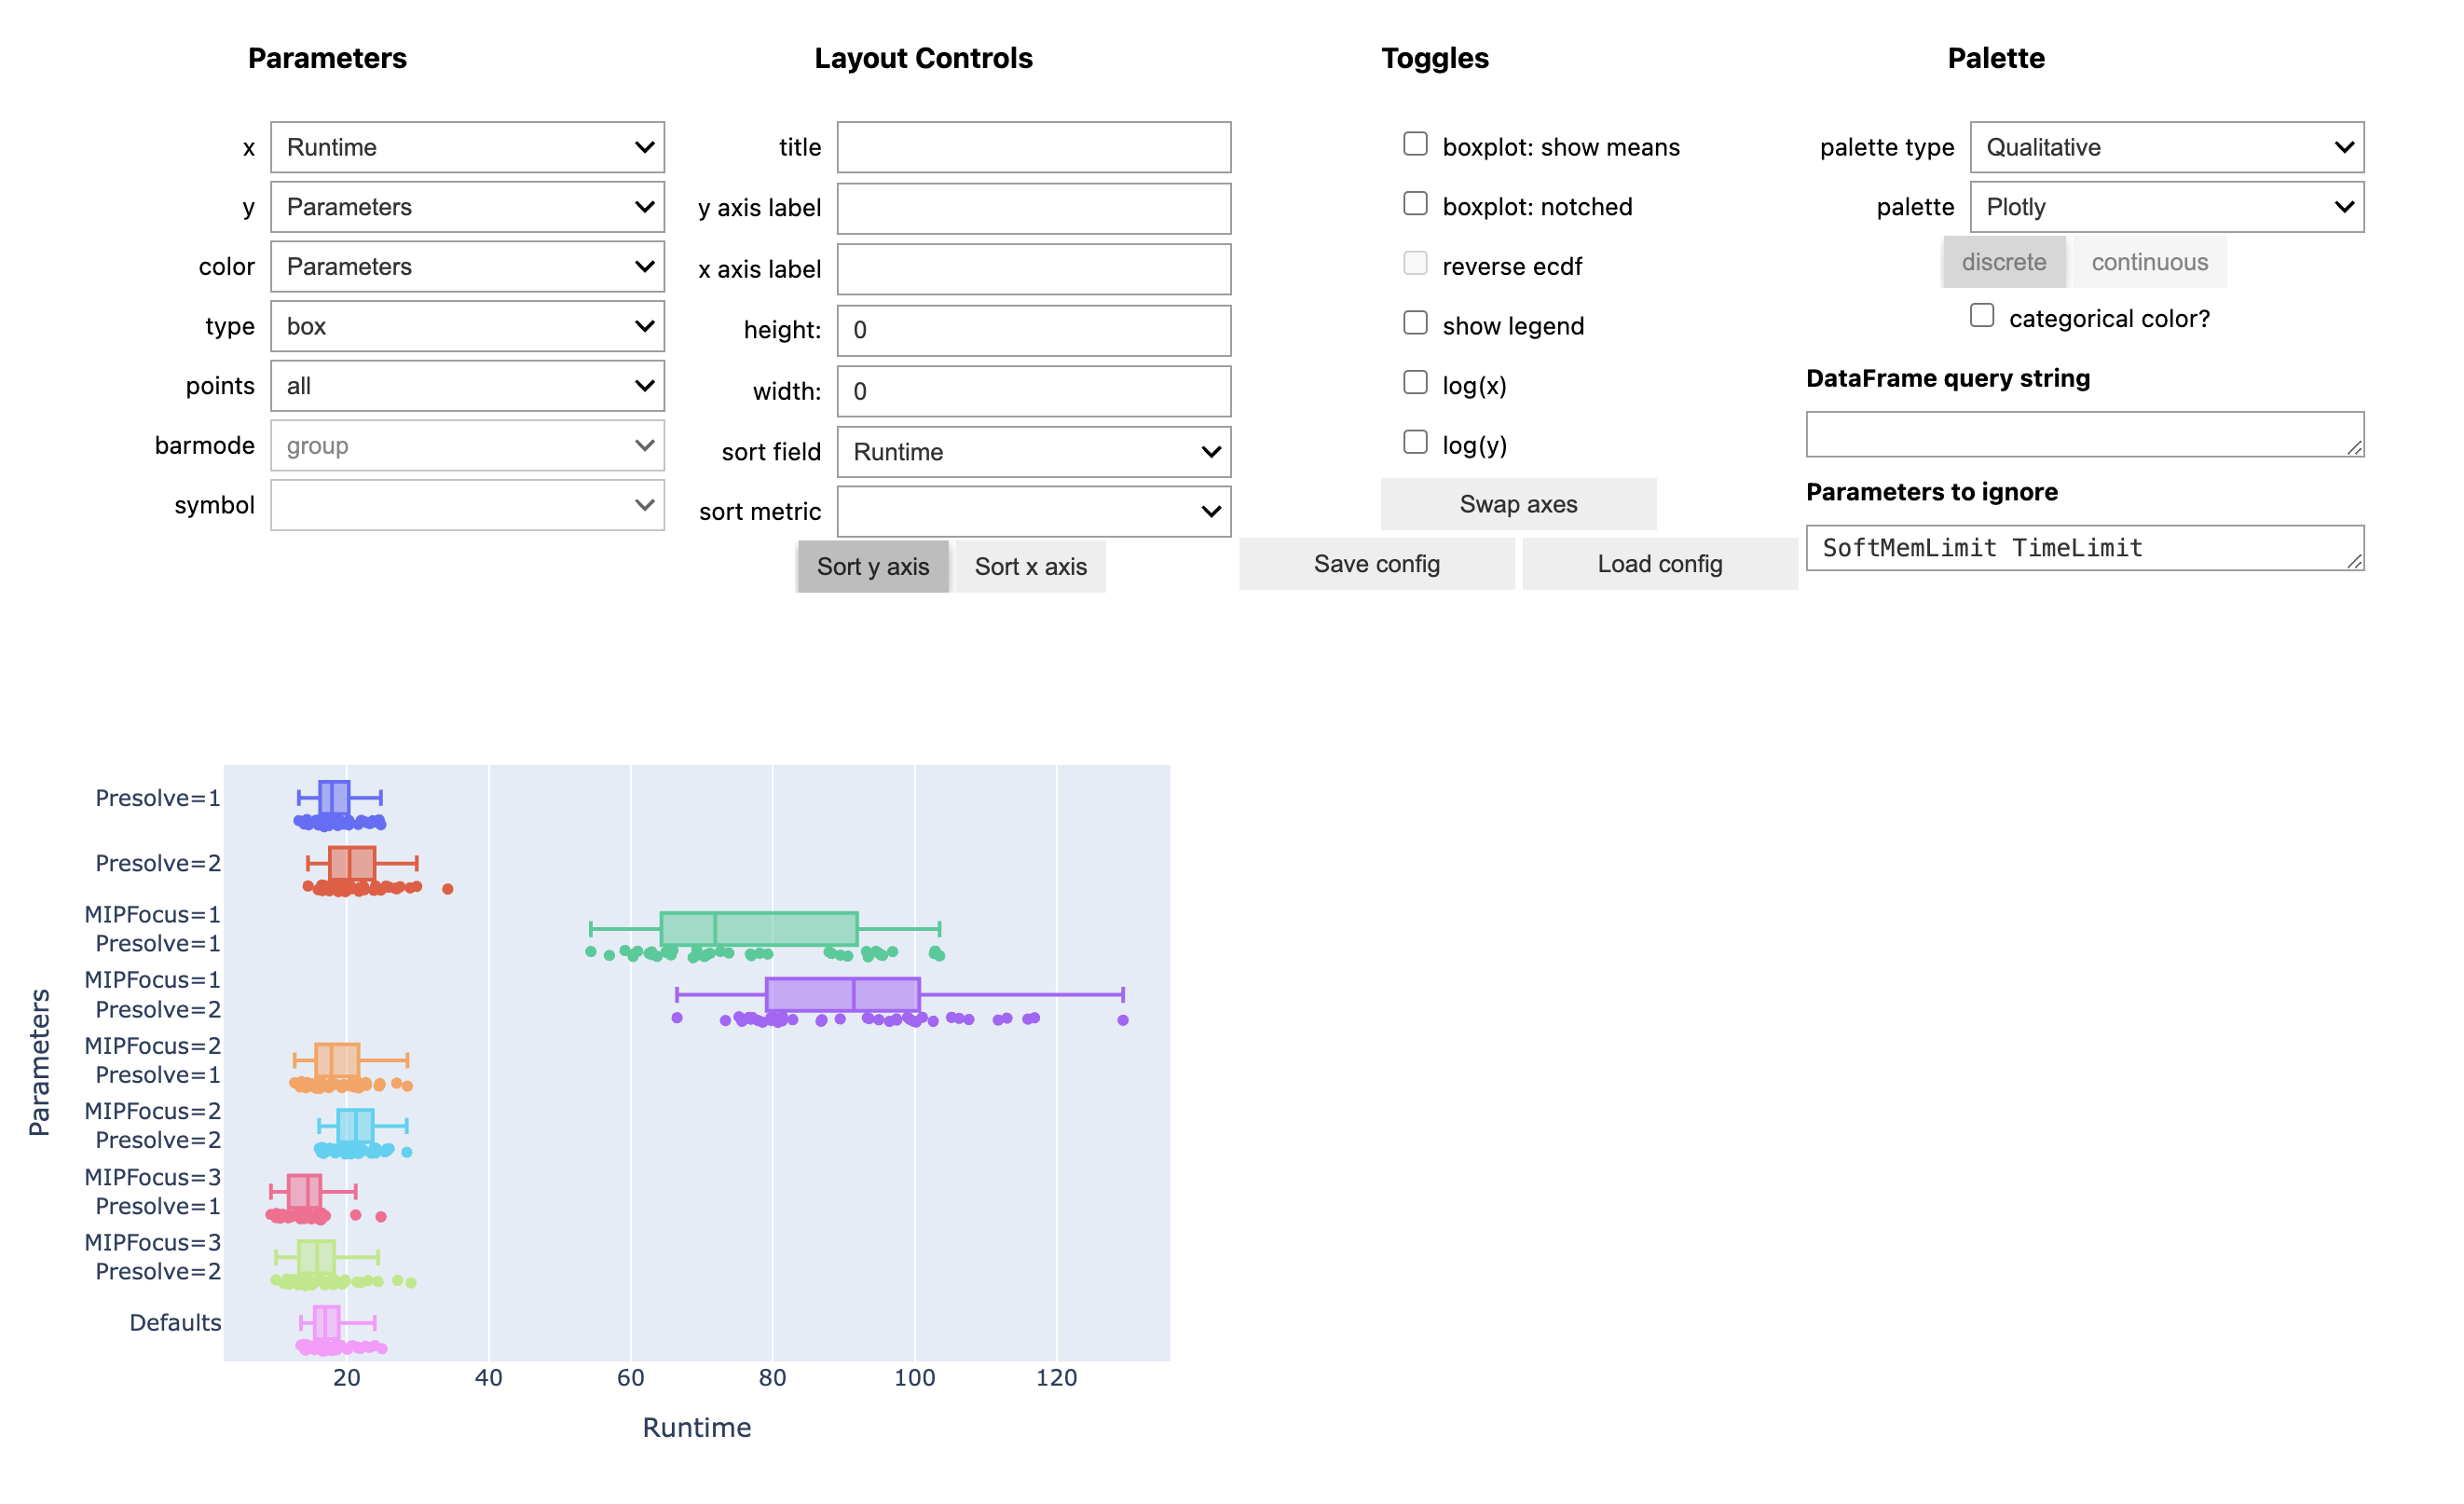 Parameters
Layout Controls
Toggles
Palette
x
Runtime
y
Parameters
color
Parameters
type
box
points
all
barmode
group
symbol
title
y axis label
x axis label
height:
0
width:
0
sort field
Runtime
sort metric
Sort y axis
Sort x axis
boxplot: show means
boxplot: notched
reverse ecdf
show legend
log(x)
log(y)
Swap axes
Save config
Load config
palette type
Qualitative
palette
Plotly
discrete
continuous
categorical color?
DataFrame query string
Parameters to ignore
SoftMemLimit TimeLimit
Parameters
Presolve=1
Presolve=2
MIPFocus=1
Presolve=1
MIPFocus=1
Presolve=2
MIPFocus=2
Presolve=1
MIPFocus=2
Presolve=2
MIPFocus=3
Presolve=1
MIPFocus=3
Presolve=2
Defaults
20 40 60 80 100 120
Runtime